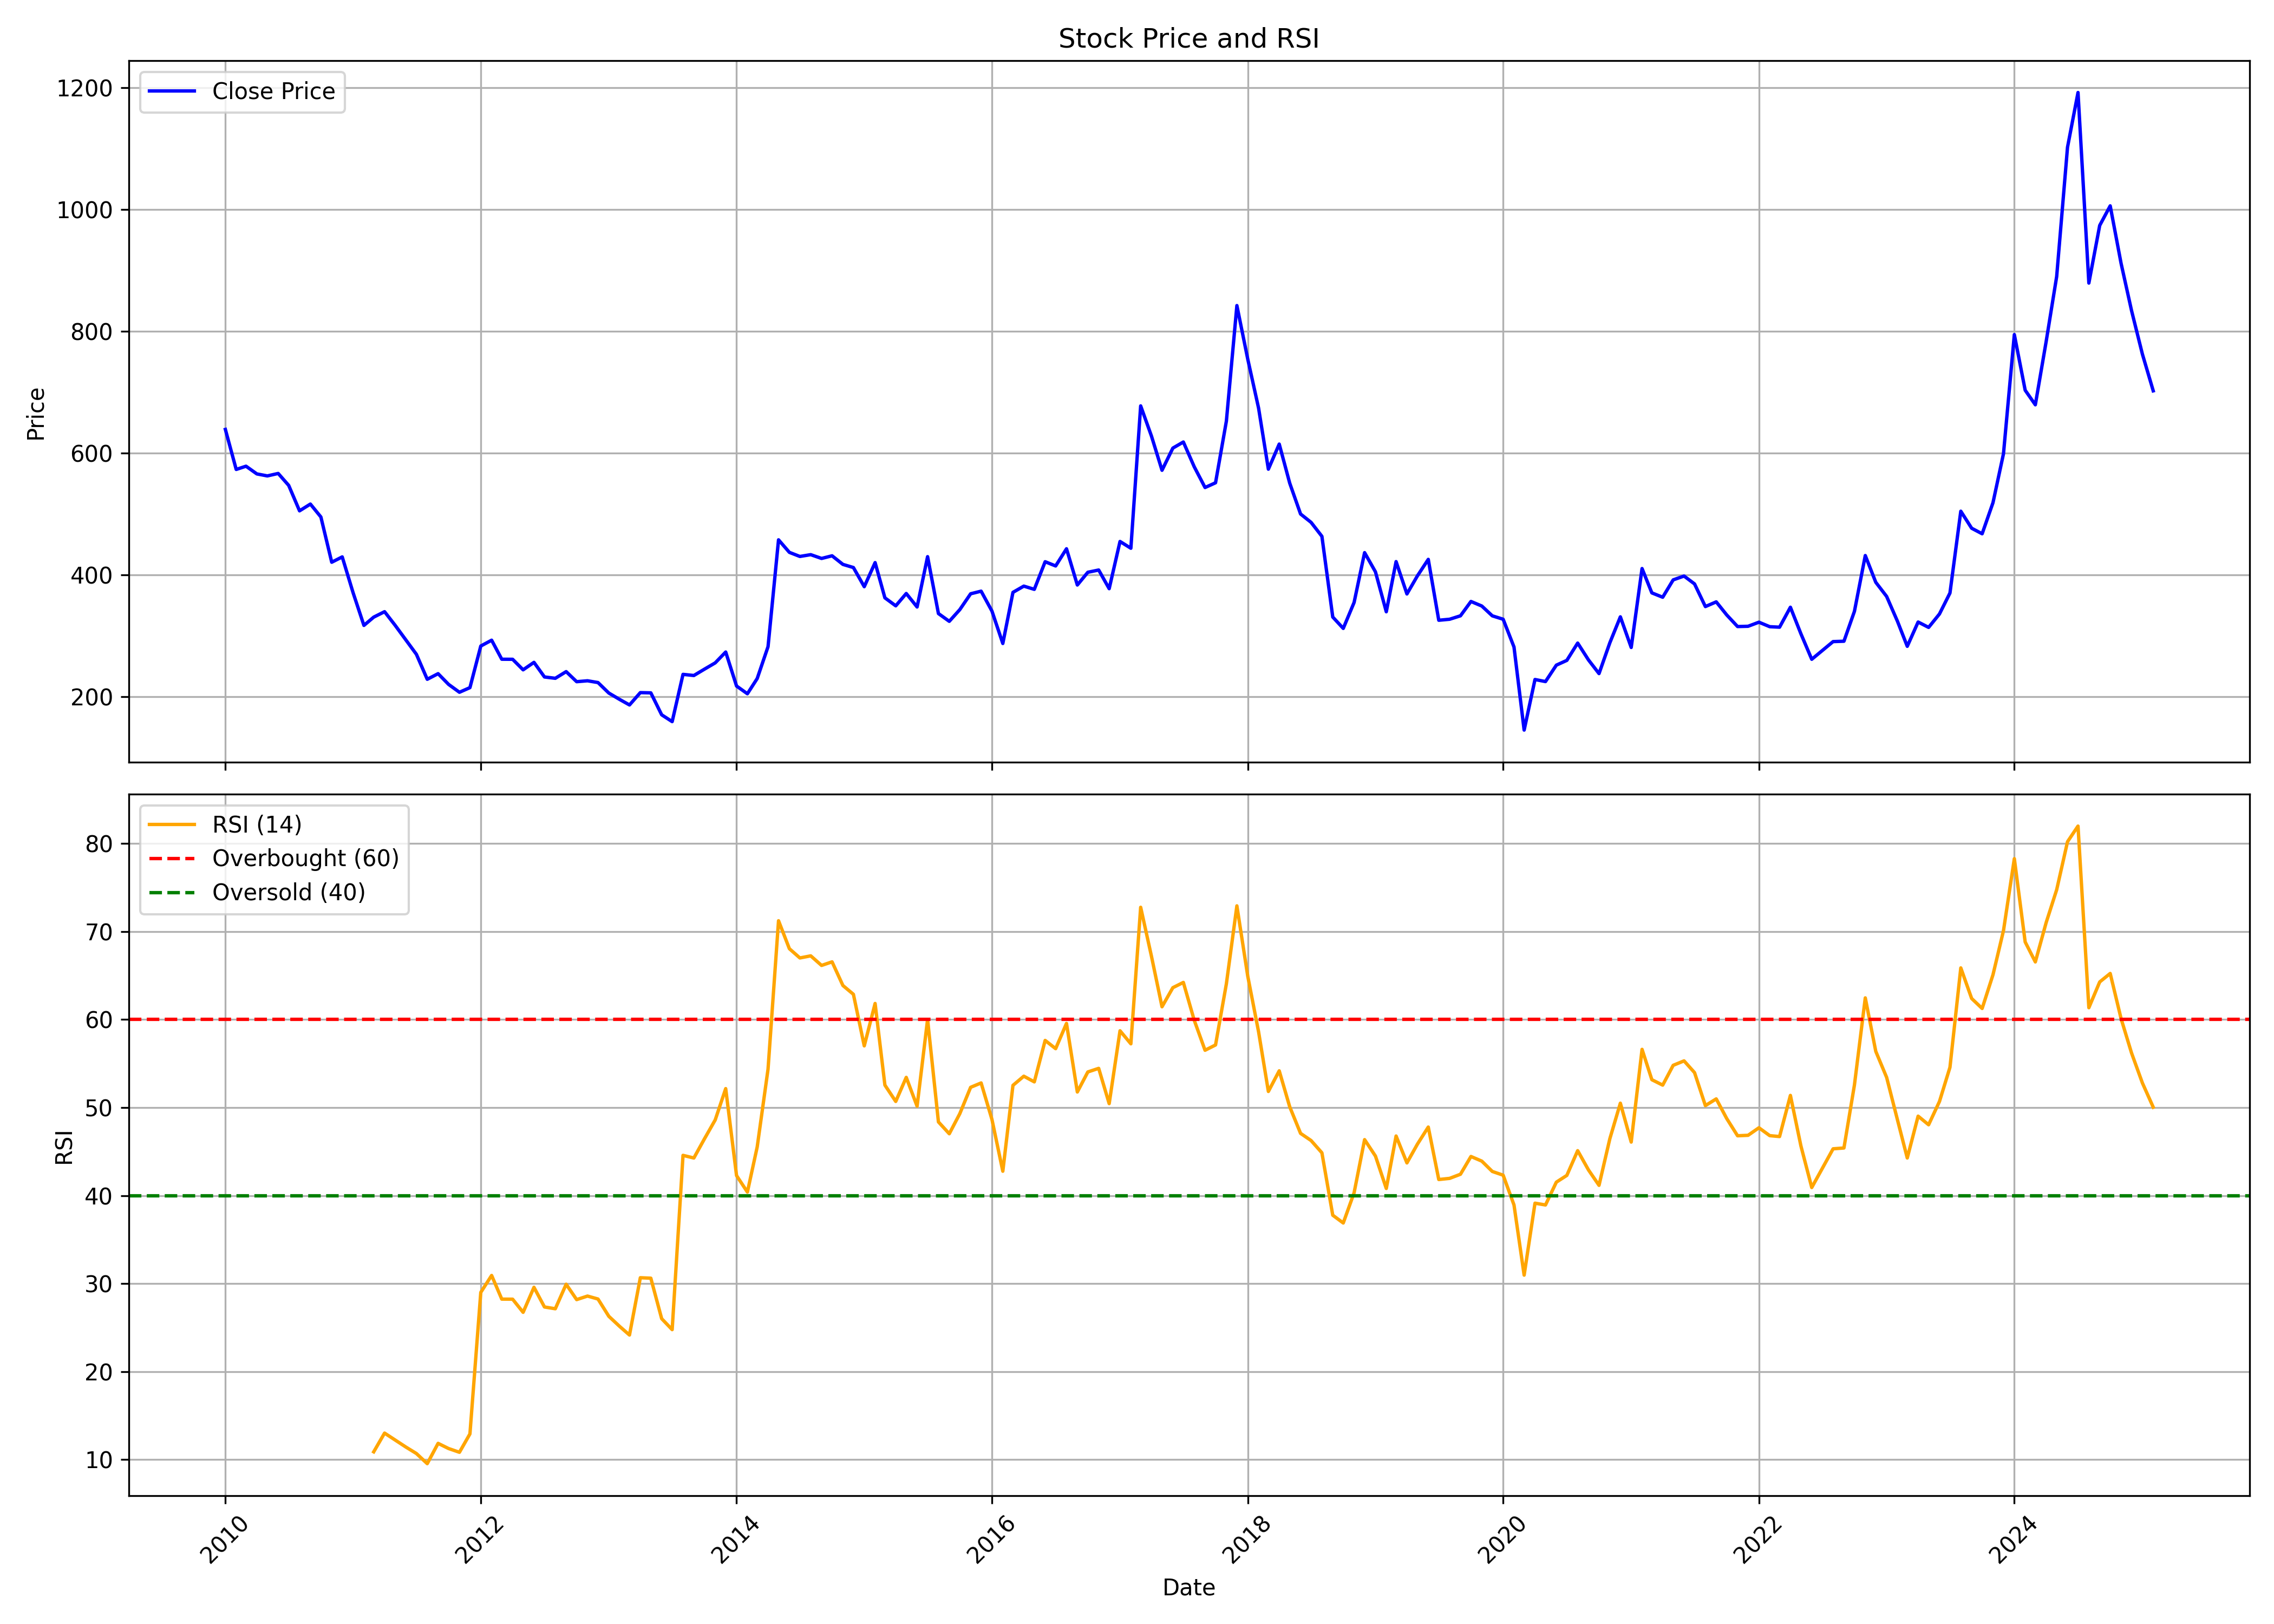 Stock Price and RSI
Close Price
1200
1000
800
600
400
200
Price
RSI (14)
Overbought (60)
Oversold (40)
80
70
60
50
40
30
20
10
RSI
2010
2012
2014
2016
2018
2020
2022
2024
Date